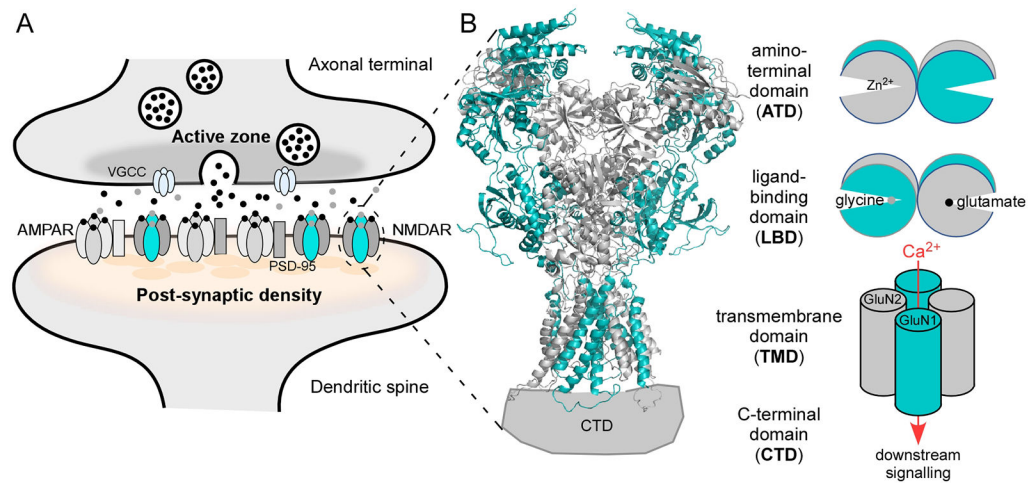 A
Axonal terminal
Active zone
VGCC
AMPAR
NMDAR
PSD-95
Post-synaptic density
Dendritic spine
B
CTD
amino-
terminal
domain
(ATD)
Zn2+
ligand-
binding
domain
(LBD)
glycine
glutamate
Ca2+
GluN2
GluN1
transmembrane
domain
(TMD)
C-terminal
domain
(CTD)
downstream
signalling